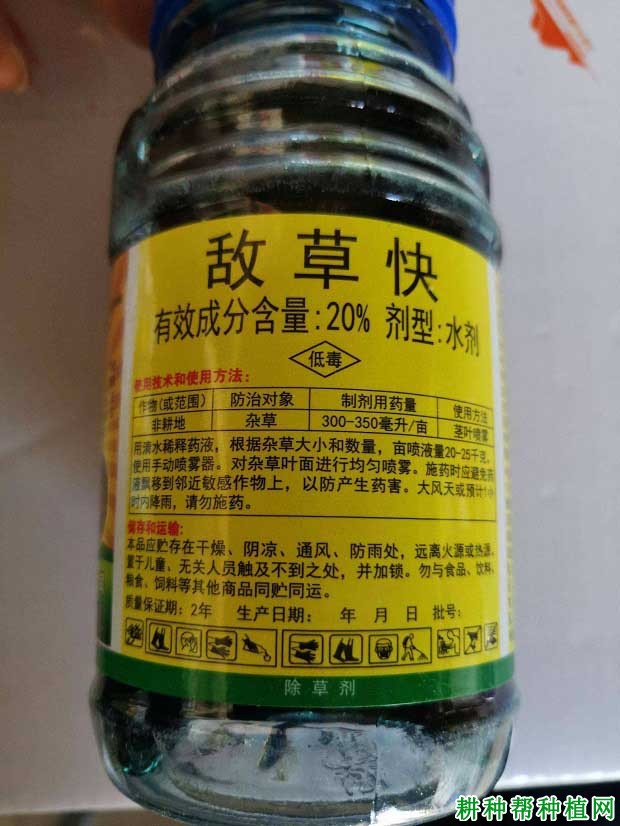 敌草快
有效成分含量:20% 剂型:水剂
低毒
使用技术和使用方法:
作物(或范围) 防治对象 制剂用药量 使用方法
非耕地 杂草 300-350毫升/亩 茎叶喷雾
用清水稀释药液，根据杂草大小和数量，亩喷液量20-25千克。
使用手动喷雾器。对杂草叶面进行均匀喷雾。施药时应避免药
液飘移到邻近敏感作物上，以防产生药害。大风天或预计1小
时内降雨，请勿施药。
储存和运输:
本品应贮存在干燥、阴凉、通风、防雨处，远离火源或热源。
置于儿童、无关人员触及不到之处，并加锁。勿与食品、饮料、
粮食、饲料等其他商品同贮同运。
质量保证期: 2年 生产日期: 年 月 日 批号:
除草剂
耕种帮种植网